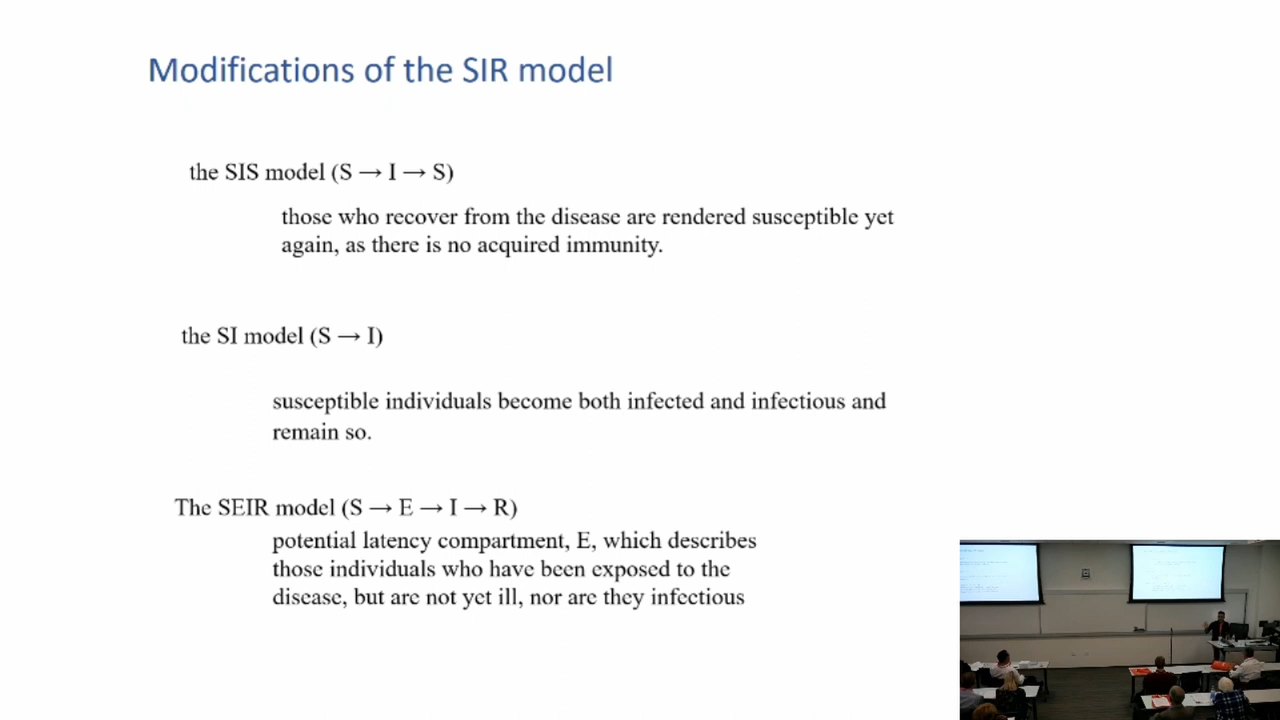 Modifications of the SIR model
the SIS model (S → I → S)
those who recover from the disease are rendered susceptible yet
again, as there is no acquired immunity.
the SI model (S → I)
susceptible individuals become both infected and infectious and
remain so.
The SEIR model (S → E → I → R)
potential latency compartment, E, which describes
those individuals who have been exposed to the
disease, but are not yet ill, nor are they infectious